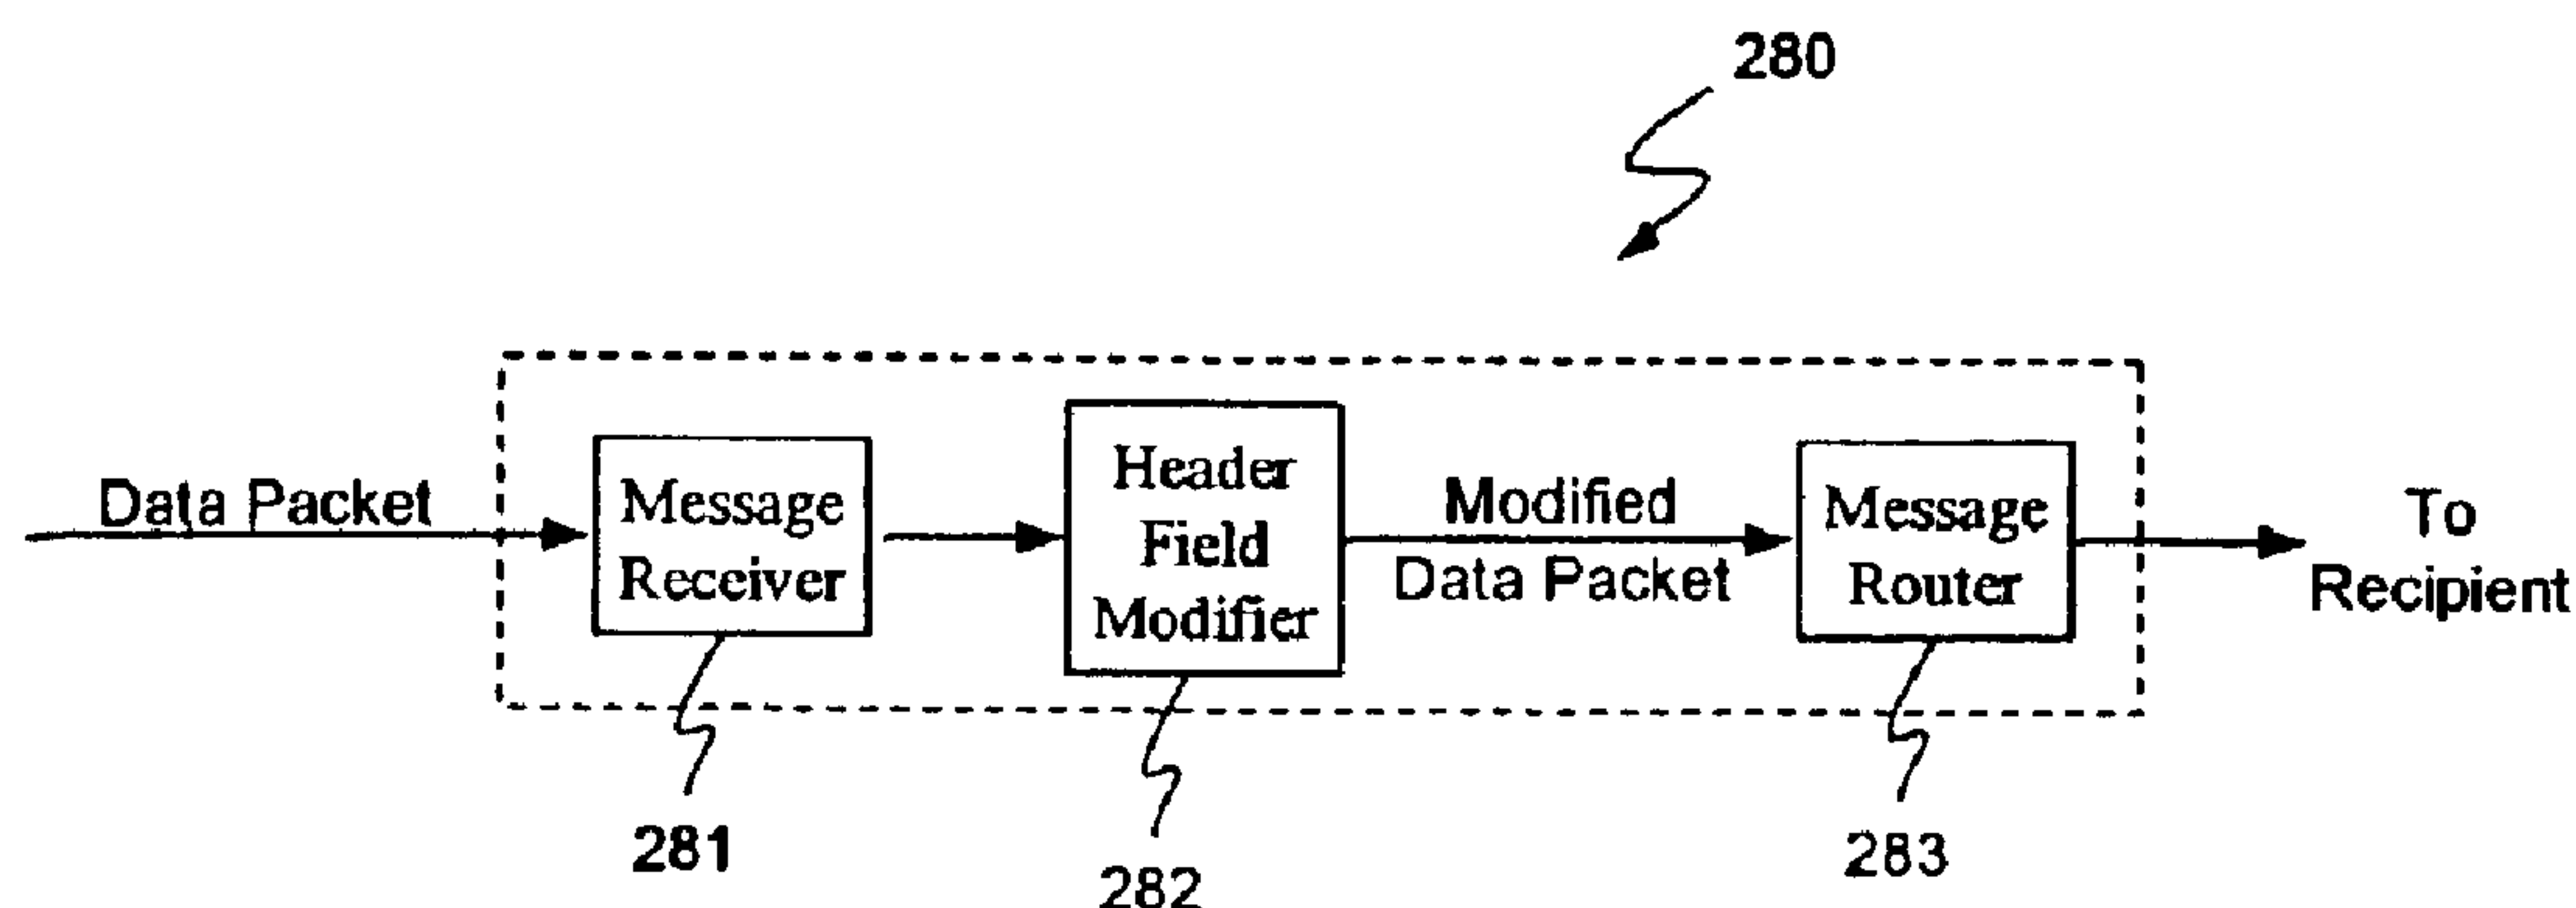 280
Data Packet
Message
Receiver
Header
Field
Modifier
Modified
Data Packet
Message
Router
To
Recipient
281
282
283